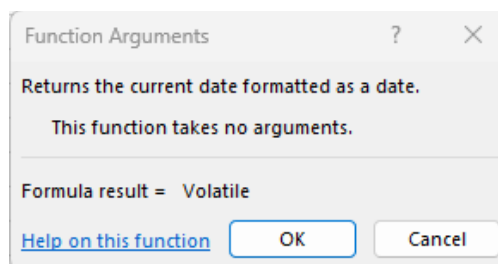 Function Arguments ?
Returns the current date formatted as a date.
This function takes no arguments.
Formula result = Volatile
Help on this function OK Cancel